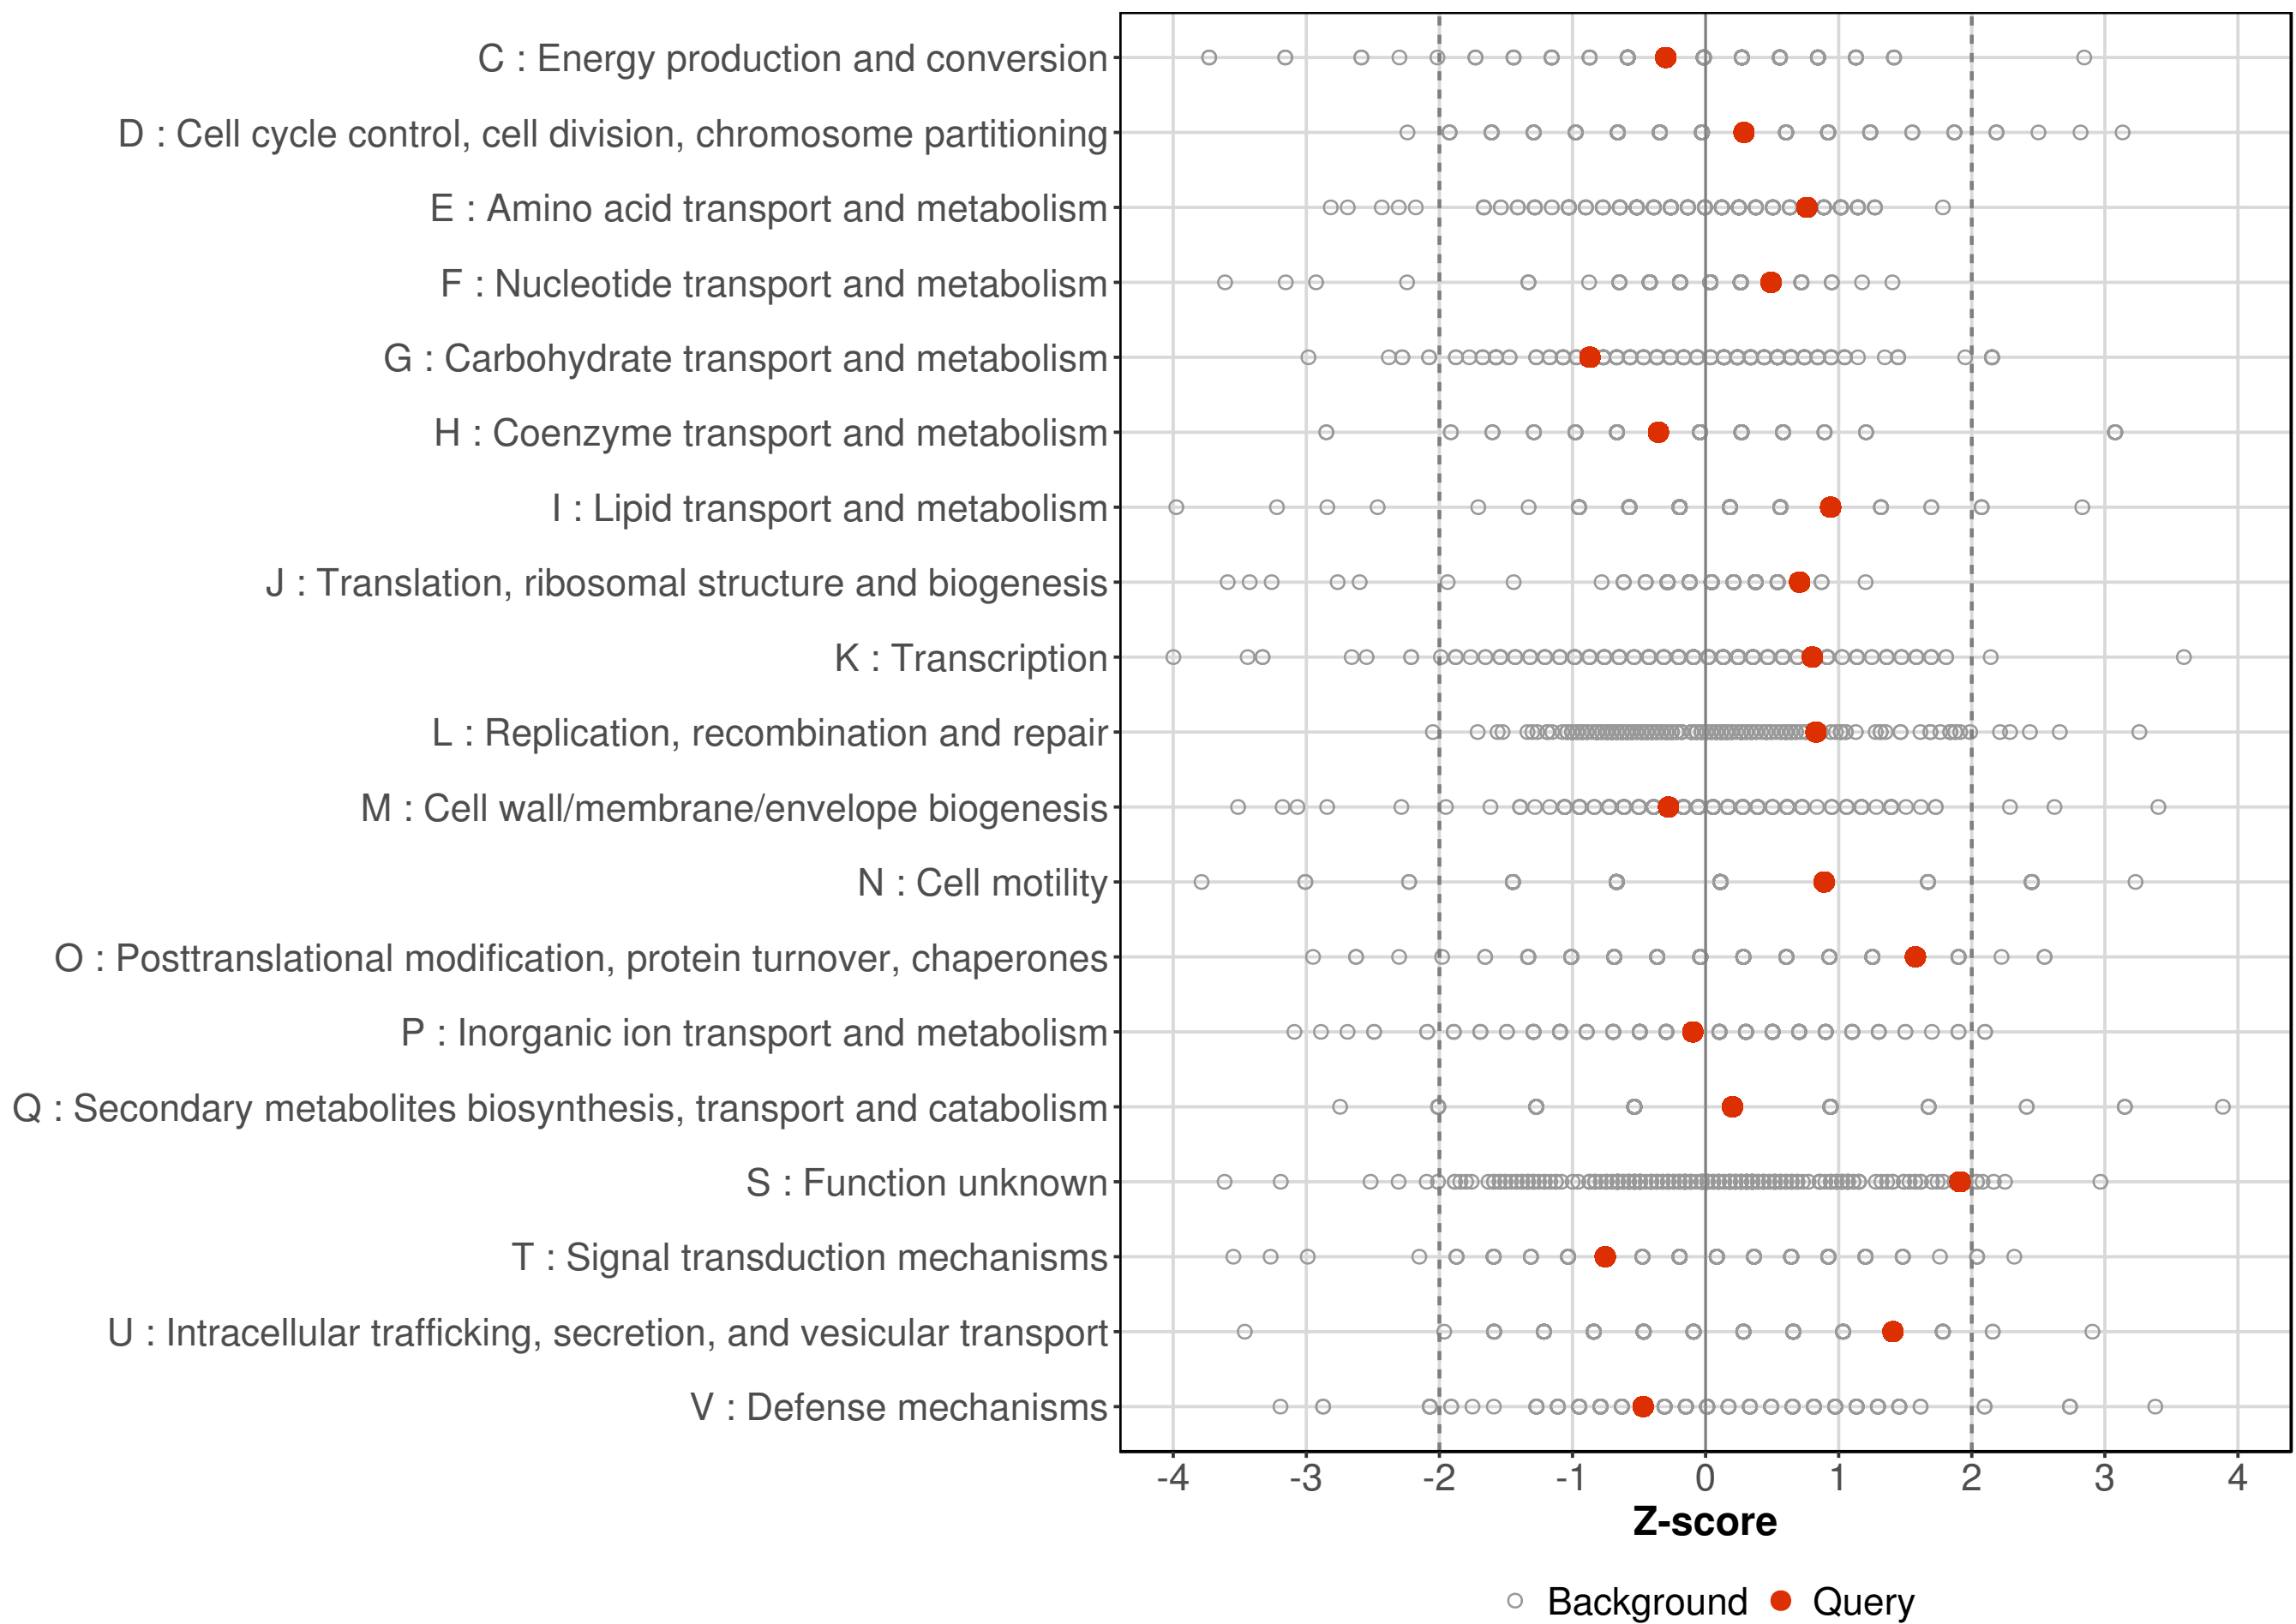 C : Energy production and conversion
D : Cell cycle control, cell division, chromosome partitioning
E : Amino acid transport and metabolism
F : Nucleotide transport and metabolism
G : Carbohydrate transport and metabolism
H : Coenzyme transport and metabolism
I : Lipid transport and metabolism
J : Translation, ribosomal structure and biogenesis
K : Transcription
L : Replication, recombination and repair
M : Cell wall/membrane/envelope biogenesis
N : Cell motility
O : Posttranslational modification, protein turnover, chaperones
P : Inorganic ion transport and metabolism
Q : Secondary metabolites biosynthesis, transport and catabolism
S : Function unknown
T : Signal transduction mechanisms
U : Intracellular trafficking, secretion, and vesicular transport
V : Defense mechanisms
-4 -3 -2 -1 0 1 2 3 4
Z-score
Background Query